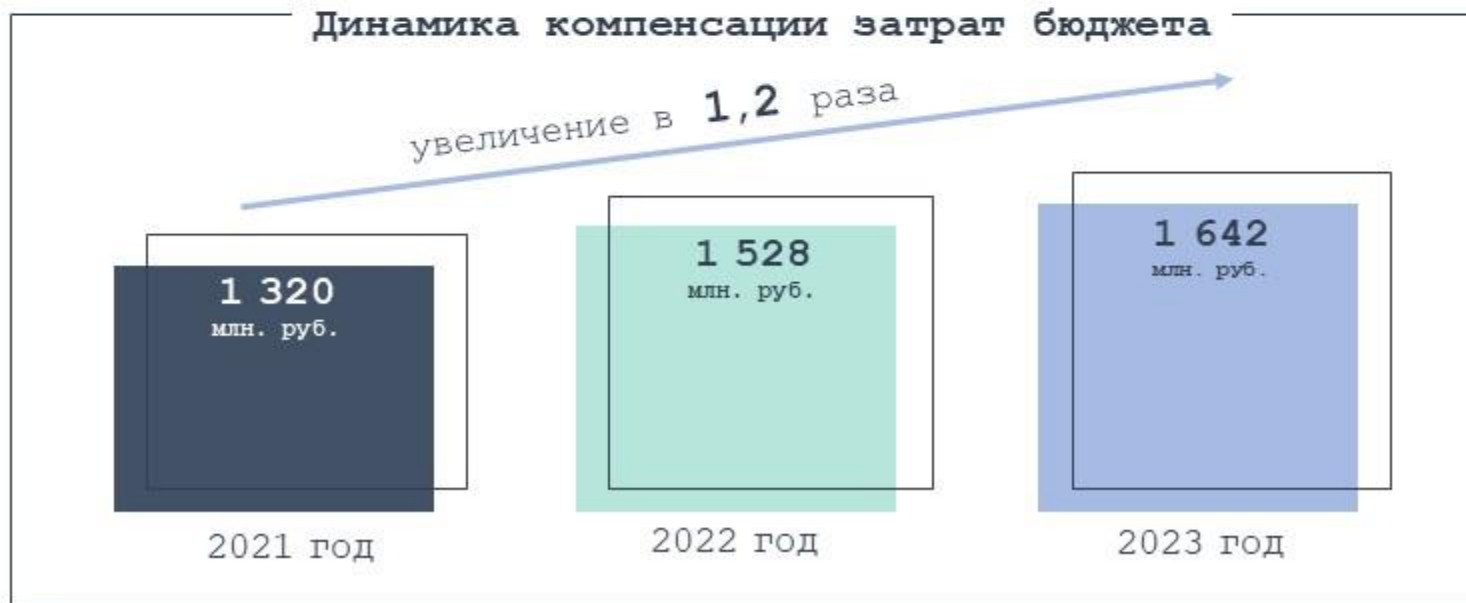 Динамика компенсации затрат бюджета
увеличение в 1,2 раза
1 320
млн. руб.
1 528
млн. руб.
1 642
млн. руб.
2021 год
2022 год
2023 год